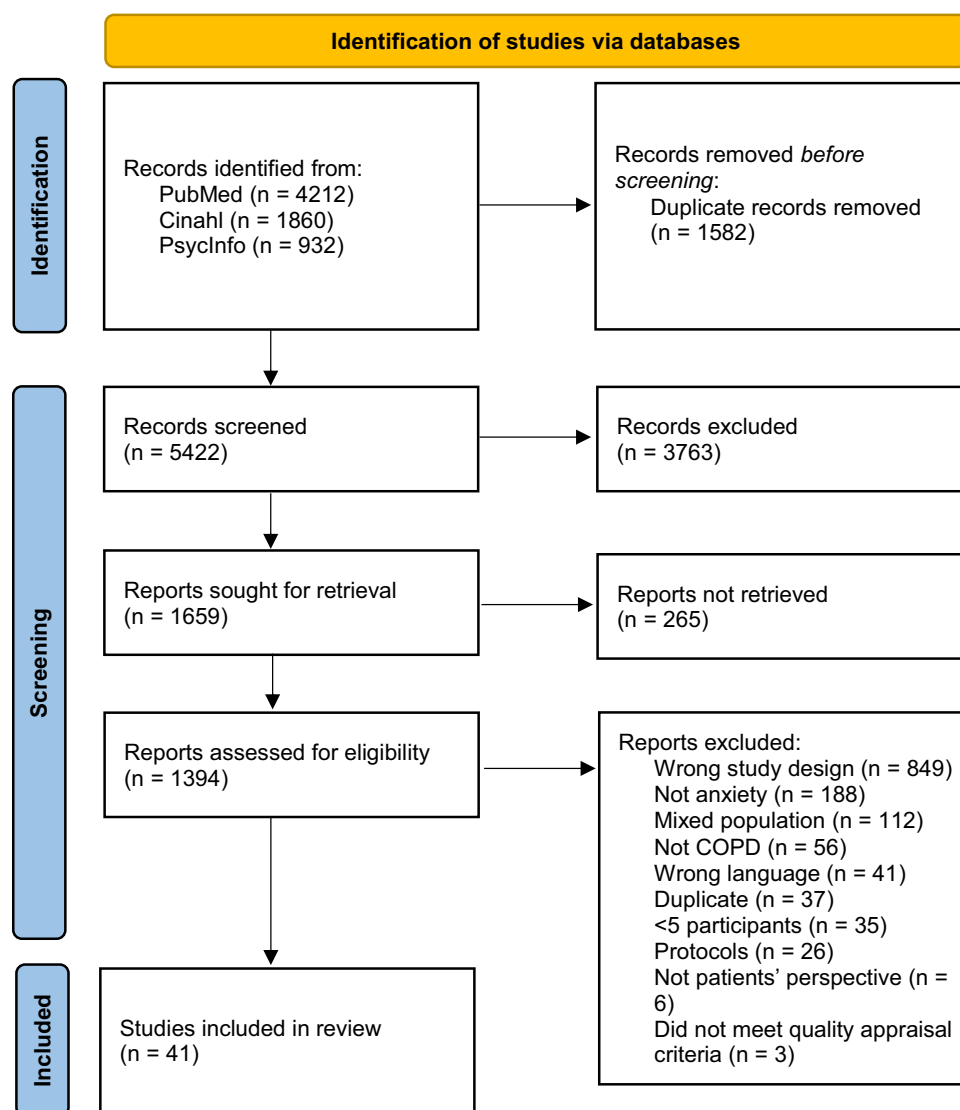 Identification of studies via databases
Identification
Records identified from:
PubMed (n = 4212)
Cinahl (n = 1860)
PsycInfo (n = 932)
Records removed before
screening:
Duplicate records removed
(n = 1582)
Screening
Records screened
(n = 5422)
Records excluded
(n = 3763)
Reports sought for retrieval
(n = 1659)
Reports not retrieved
(n = 265)
Reports assessed for eligibility
(n = 1394)
Reports excluded:
Wrong study design (n = 849)
Not anxiety (n = 188)
Mixed population (n = 112)
Not COPD (n = 56)
Wrong language (n = 41)
Duplicate (n = 37)
<5 participants (n = 35)
Protocols (n = 26)
Not patients’ perspective (n =
6)
Did not meet quality appraisal
criteria (n = 3)
Included
Studies included in review
(n = 41)